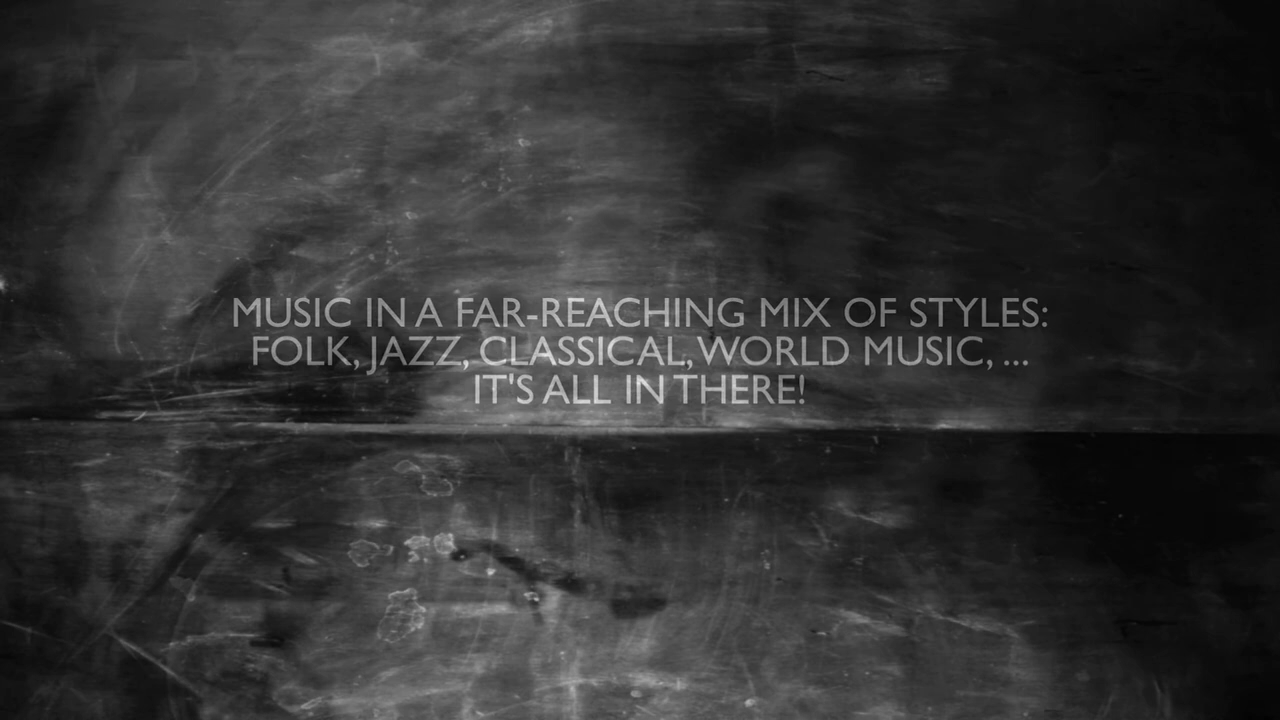 MUSIC IN A FAR-REACHING MIX OF STYLES:
FOLK, JAZZ, CLASSICAL, WORLD MUSIC, ...
IT'S ALL IN THERE!